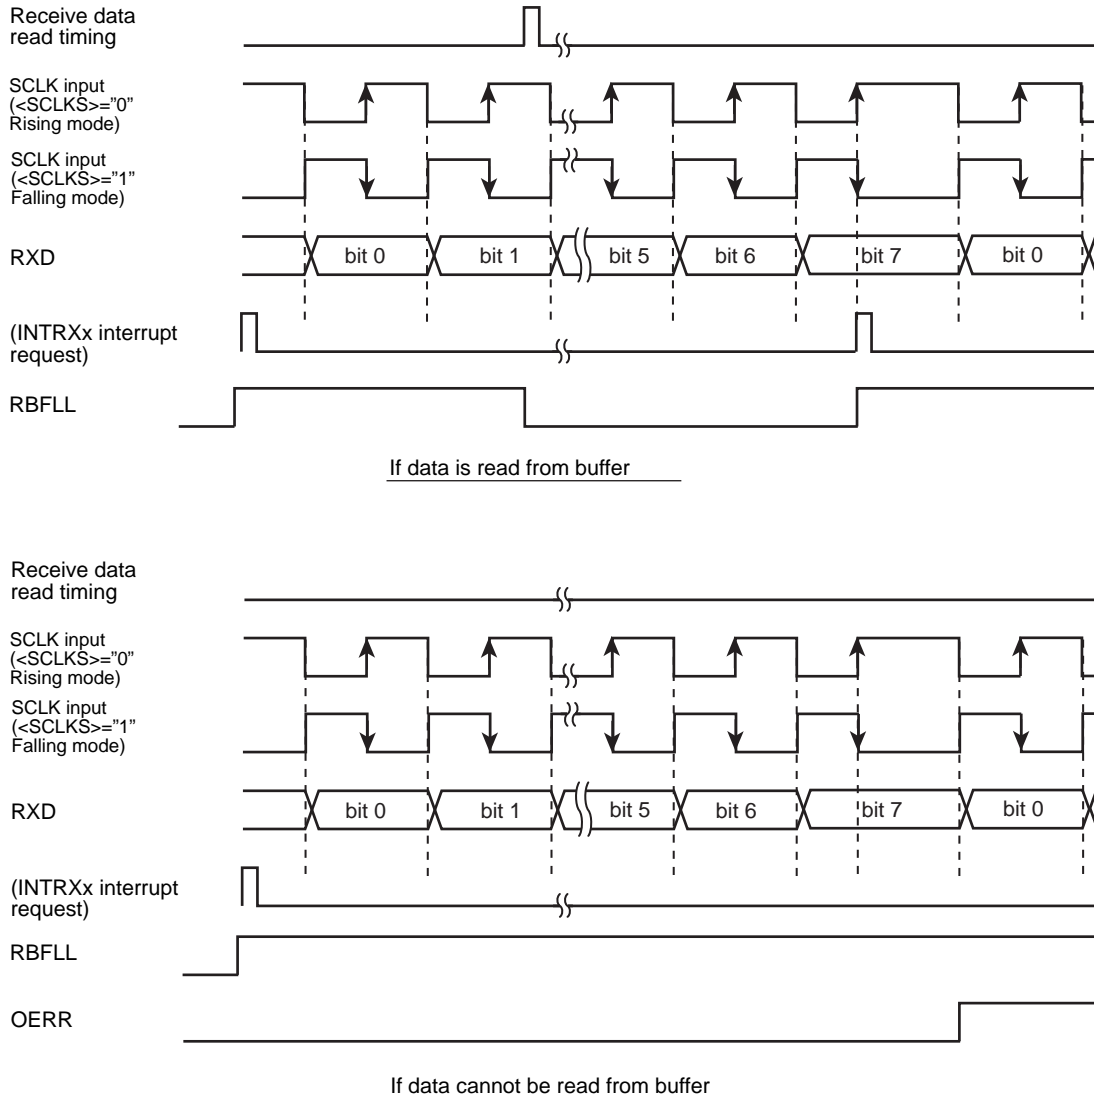 Receive data
read timing
SCLK input
(<SCLKS>="0"
Rising mode)
SCLK input
(<SCLKS>="1"
Falling mode)
RXD
bit 0
bit 1
bit 5
bit 6
bit 7
bit 0
(INTRXx interrupt
request)
RBFLL
If data is read from buffer
Receive data
read timing
SCLK input
(<SCLKS>="0"
Rising mode)
SCLK input
(<SCLKS>="1"
Falling mode)
RXD
bit 0
bit 1
bit 5
bit 6
bit 7
bit 0
(INTRXx interrupt
request)
RBFLL
OERR
If data cannot be read from buffer